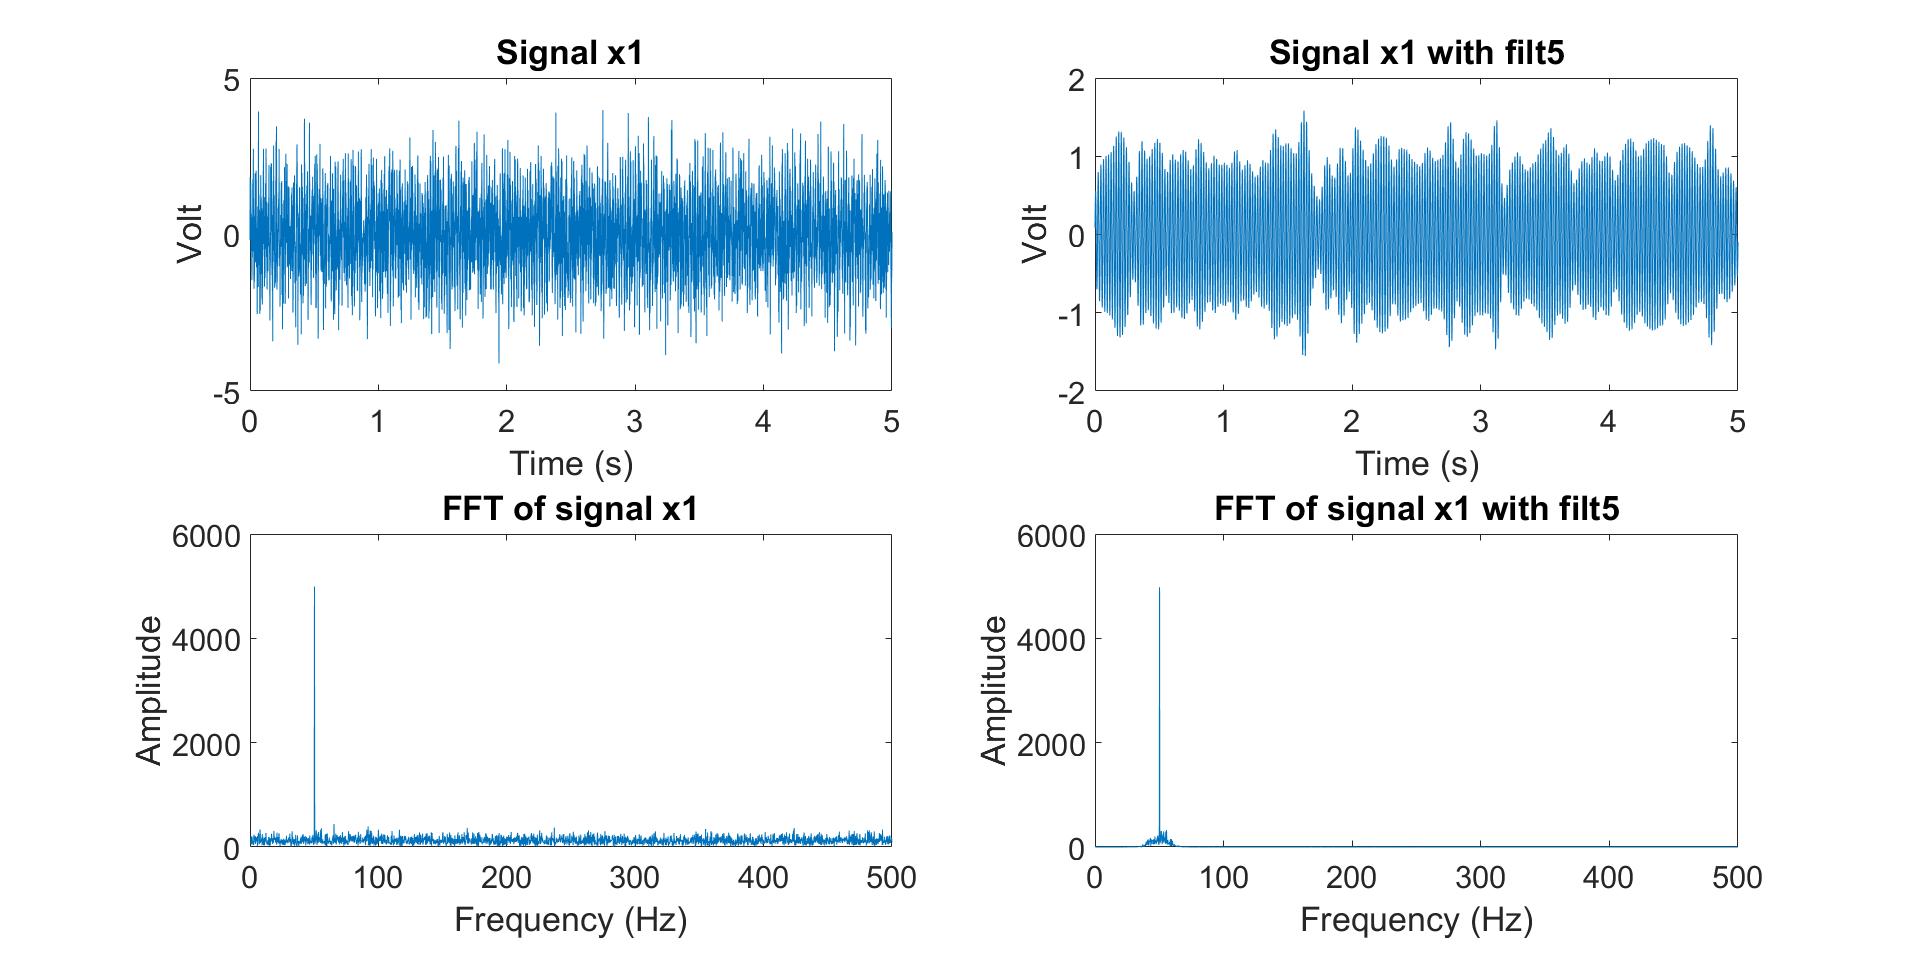 Signal x1
5
0
-5
Volt
0 1 2 3 4 5
Time (s)
Signal x1 with filt5
2
1
0
-1
-2
Volt
0 1 2 3 4 5
Time (s)
FFT of signal x1
6000
4000
2000
0
Amplitude
0 100 200 300 400 500
Frequency (Hz)
FFT of signal x1 with filt5
6000
4000
2000
0
Amplitude
0 100 200 300 400 500
Frequency (Hz)